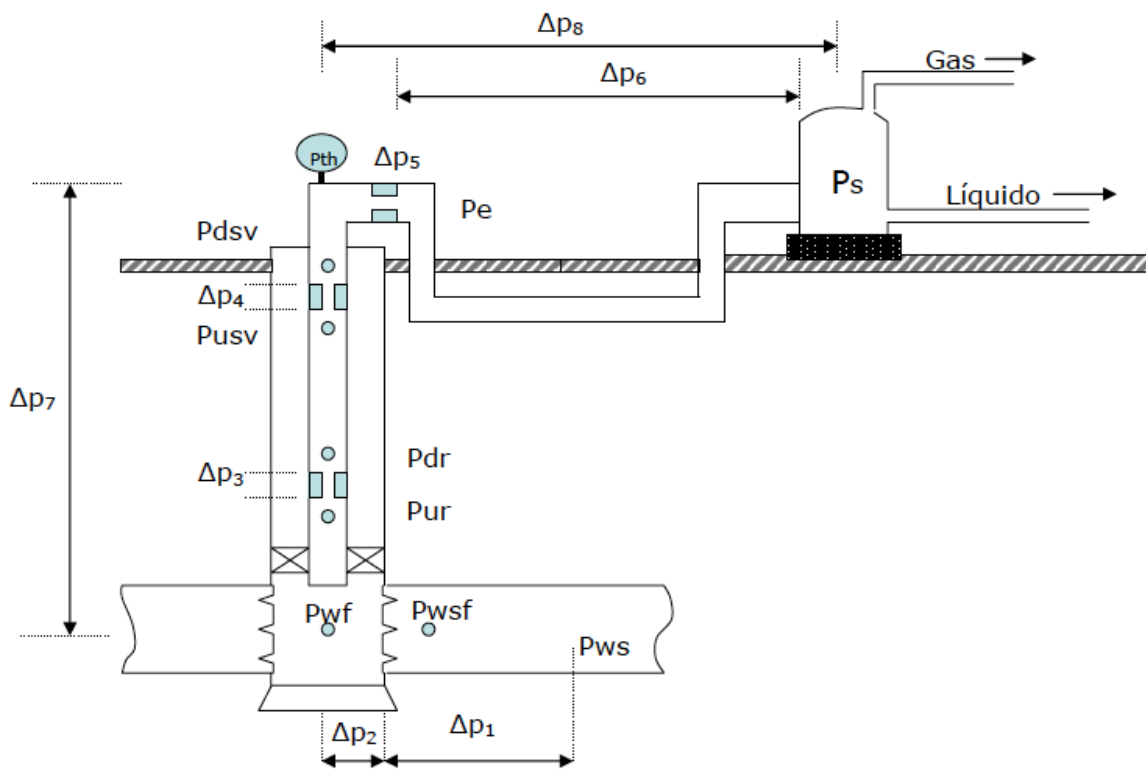 Δp₈
Gas
Δp₆
Pth
Δp₅
Ps
Líquido
Pe
Pdsv
Δp₄
Pusv
Δp₇
Pdr
Δp₃
Pur
Pwf
Pwsf
Pws
Δp₂
Δp₁